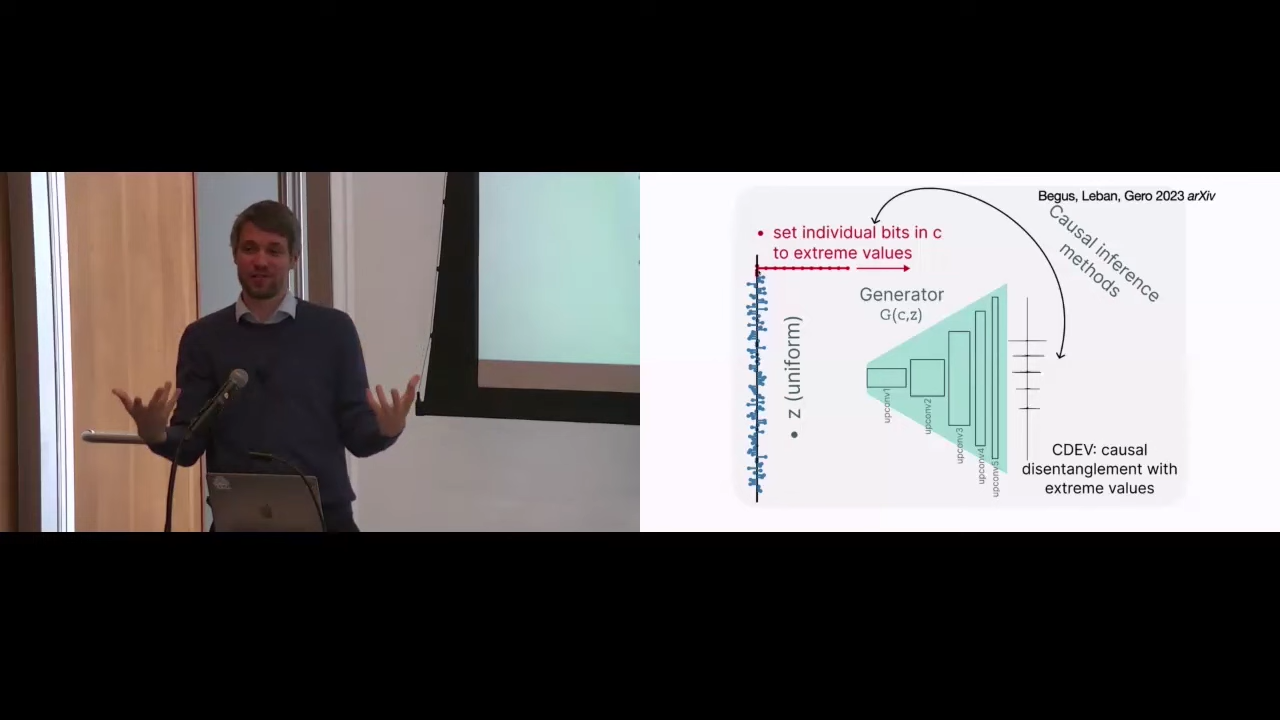 Begus, Leban, Gero 2023 arXiv
Causal inference
methods
• set individual bits in c
to extreme values
Generator
G(c,z)
• z (uniform)
upconv1
upconv2
upconv3
upconv4
upconv5
CDEV: causal
disentanglement with
extreme values